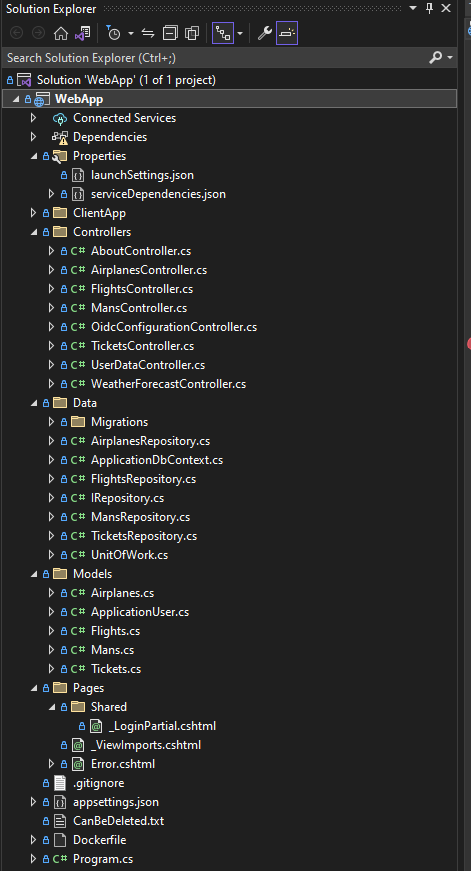 Solution Explorer
Search Solution Explorer (Ctrl+;)
Solution 'WebApp' (1 of 1 project)
WebApp
Connected Services
Dependencies
Properties
launchSettings.json
serviceDependencies.json
ClientApp
Controllers
C# AboutController.cs
C# AirplanesController.cs
C# FlightsController.cs
C# MansController.cs
C# OidcConfigurationController.cs
C# TicketsController.cs
C# UserDataController.cs
C# WeatherForecastController.cs
Data
Migrations
C# AirplanesRepository.cs
C# ApplicationDbContext.cs
C# FlightsRepository.cs
C# IRepository.cs
C# MansRepository.cs
C# TicketsRepository.cs
C# UnitOfWork.cs
Models
C# Airplanes.cs
C# ApplicationUser.cs
C# Flights.cs
C# Mans.cs
C# Tickets.cs
Pages
Shared
_LoginPartial.cshtml
_ViewImports.cshtml
Error.cshtml
.gitignore
appsettings.json
CanBeDeleted.txt
Dockerfile
C# Program.cs